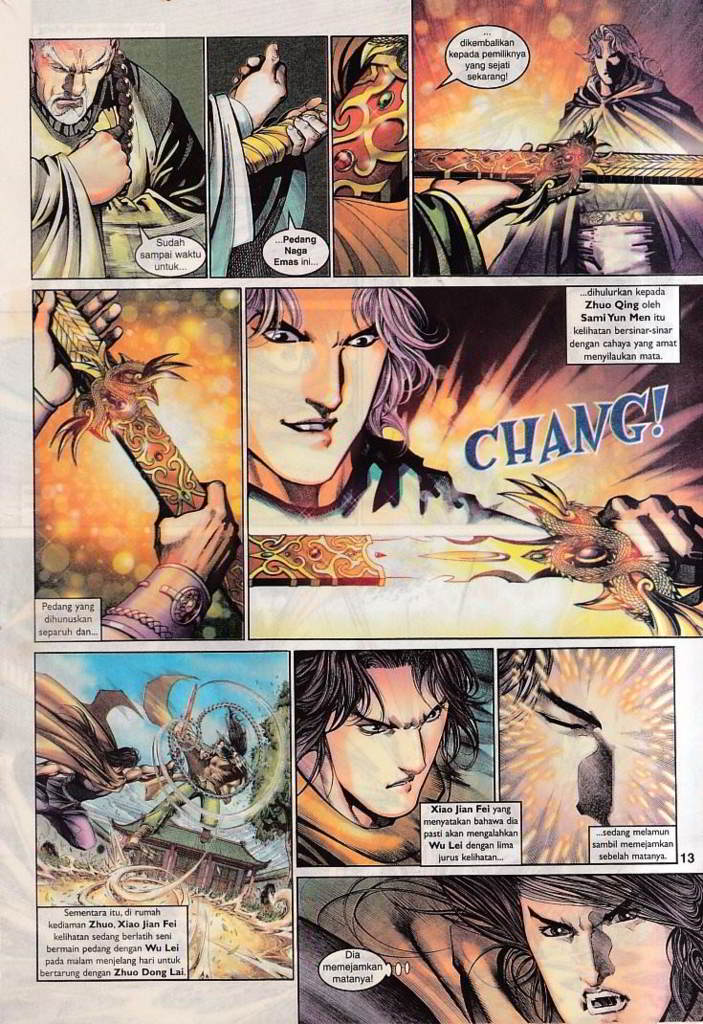 Sudah
sampai waktu
untuk...
...Pedang
Naga
Emas ini...
...
dikembalikan
kepada pemiliknya
yang sejati
sekarang!
Pedang yang
dihunuskan
separuh dan...
...dihulurkan kepada
Zhuo Qing oleh
Sami Yun Men itu
kelihatan bersinar-sinar
dengan cahaya yang amat
menyilaukan mata.
CHANG!
Sementara itu, di rumah
kediaman Zhuo, Xiao Jian Fei
kelihatan sedang berlatih seni
bermain pedang dengan Wu Lei
pada malam menjelang hari untuk
bertarung dengan Zhuo Dong Lai.
Xiao Jian Fei yang
menyatakan bahawa dia
pasti akan mengalahkan
Wu Lei dengan lima
jurus kelihatan...
...sedang melamun
sambil memejamkan
sebelah matanya.
13
Dia
memejamkan
matanya!